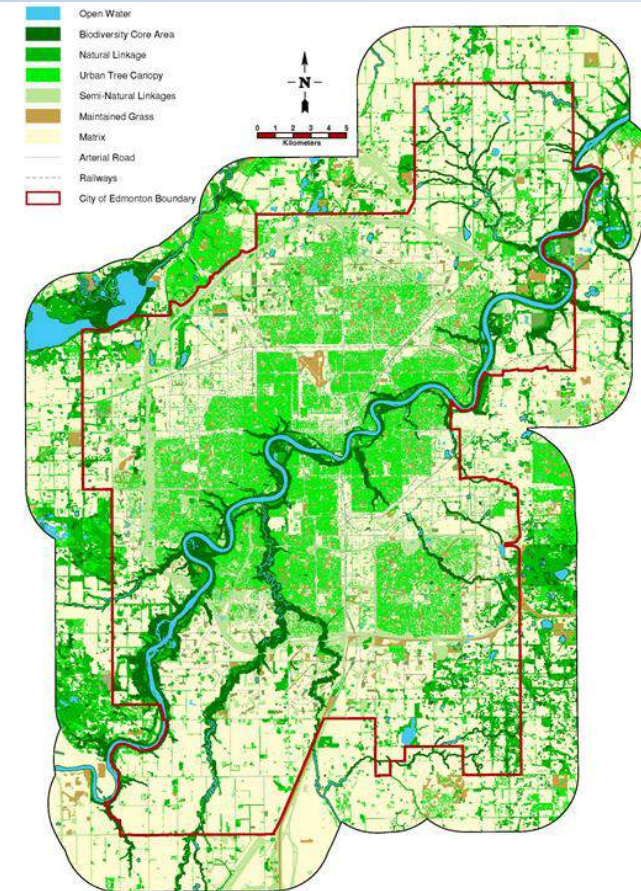 Open Water
Biodiversity Core Area
Natural Linkage
Urban Tree Canopy
Semi-Natural Linkages
Maintained Grass
Matrix
Arterial Road
Railways
City of Edmonton Boundary
N
0 1 2 3 4 5
Kilometers